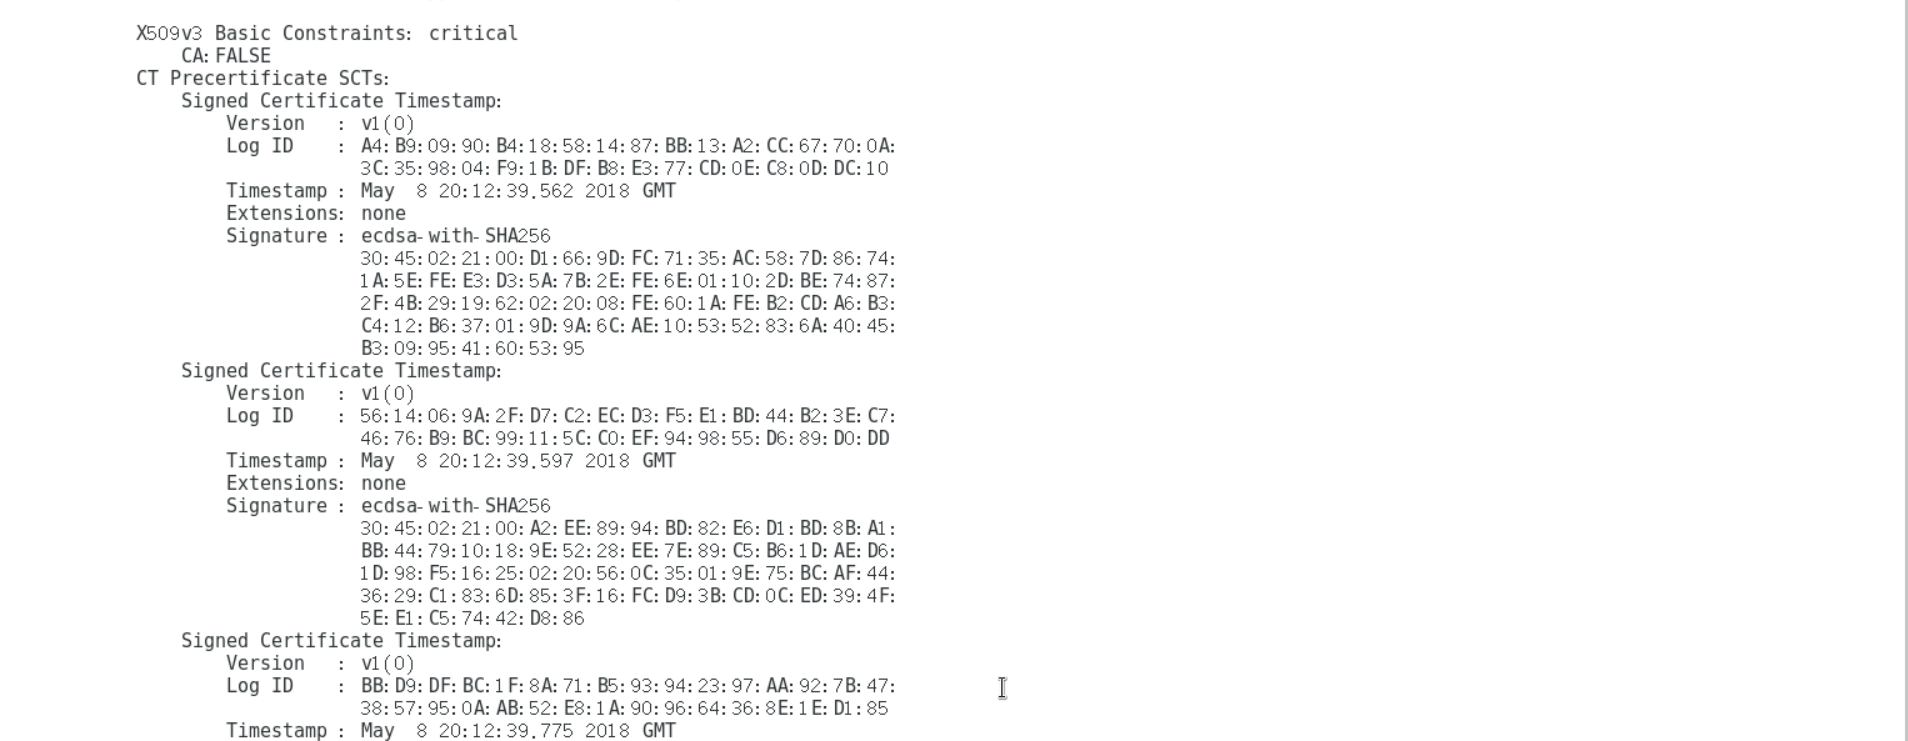 X509v3 Basic Constraints: critical
CA:FALSE
CT Precertificate SCTs:
Signed Certificate Timestamp:
Version   : v1(0)
Log ID    : A4:B9:09:90:B4:18:58:14:87:BB:13:A2:CC:67:70:0A:
3C:35:98:04:F9:1B:DF:B8:E3:77:CD:0E:C8:0D:DC:10
Timestamp : May  8 20:12:39.562 2018 GMT
Extensions: none
Signature : ecdsa-with-SHA256
30:45:02:21:00:D1:66:9D:FC:71:35:AC:58:7D:86:74:
1A:5E:FE:E3:D3:5A:7B:2E:FE:6E:01:10:2D:BE:74:87:
2F:4B:29:19:62:02:20:08:FE:60:1A:FE:B2:CD:A6:B3:
C4:12:B6:37:01:9D:9A:6C:AE:10:53:52:83:6A:40:45:
B3:09:95:41:60:53:95
Signed Certificate Timestamp:
Version   : v1(0)
Log ID    : 56:14:06:9A:2F:D7:C2:EC:D3:F5:E1:BD:44:B2:3E:C7:
46:76:B9:BC:99:11:5C:C0:EF:94:98:55:D6:89:D0:DD
Timestamp : May  8 20:12:39.597 2018 GMT
Extensions: none
Signature : ecdsa-with-SHA256
30:45:02:21:00:A2:EE:89:94:BD:82:E6:D1:BD:8B:A1:
BB:44:79:10:18:9E:52:28:EE:7E:89:C5:B6:1D:AE:D6:
1D:98:F5:16:25:02:20:56:0C:35:01:9E:75:BC:AF:44:
36:29:C1:83:6D:85:3F:16:FC:D9:3B:CD:0C:ED:39:4F:
5E:E1:C5:74:42:D8:86
Signed Certificate Timestamp:
Version   : v1(0)
Log ID    : BB:D9:DF:BC:1F:8A:71:B5:93:94:23:97:AA:92:7B:47:
38:57:95:0A:AB:52:E8:1A:90:96:64:36:8E:1E:D1:85
Timestamp : May  8 20:12:39.775 2018 GMT